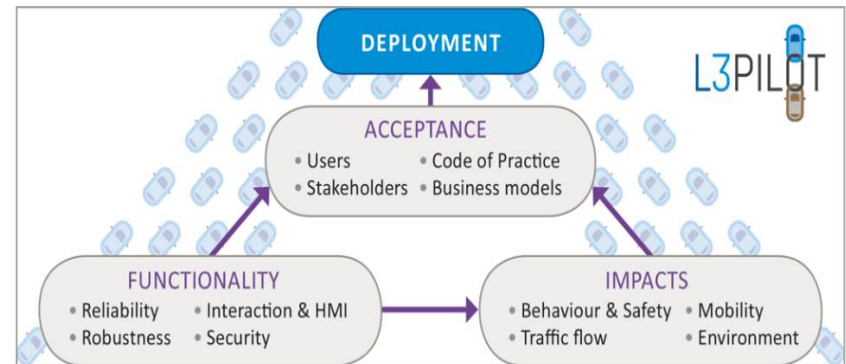 DEPLOYMENT
L3PILOT
ACCEPTANCE
• Users • Code of Practice
• Stakeholders • Business models
FUNCTIONALITY
• Reliability • Interaction & HMI
• Robustness • Security
IMPACTS
• Behaviour & Safety • Mobility
• Traffic flow • Environment